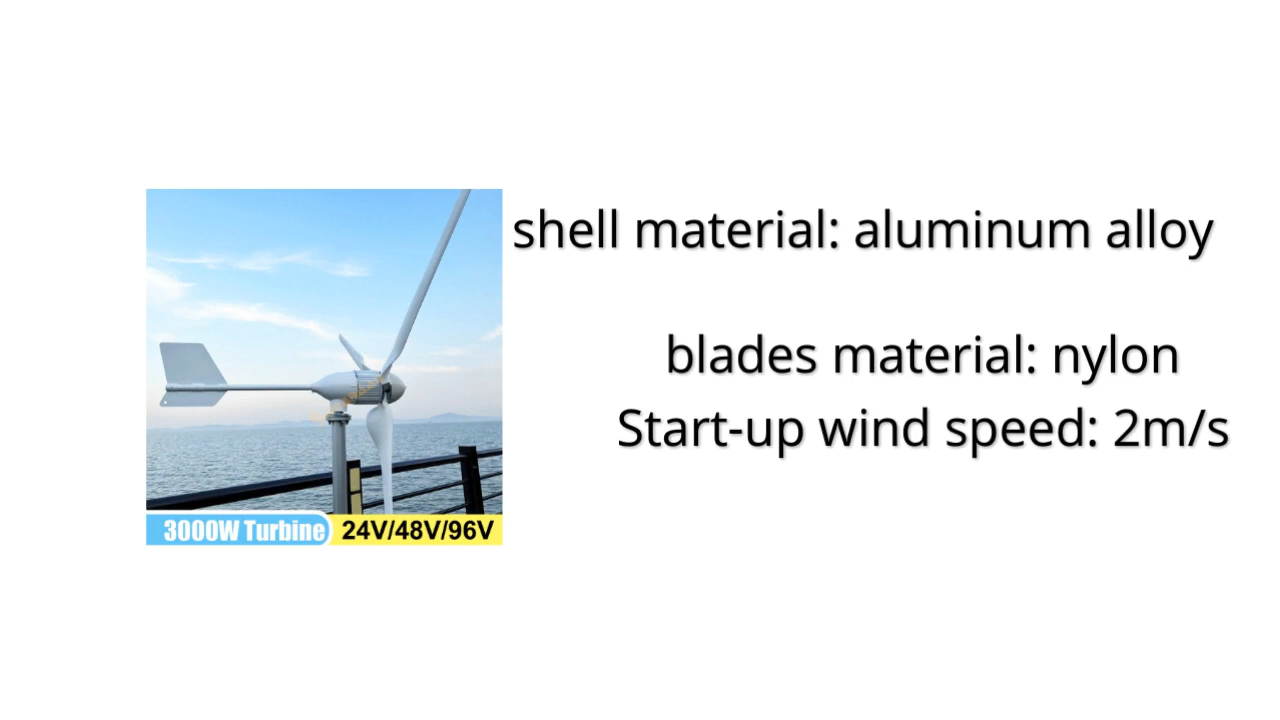 shell material: aluminum alloy
blades material: nylon
Start-up wind speed: 2m/s
3000W Turbine 24V/48V/96V